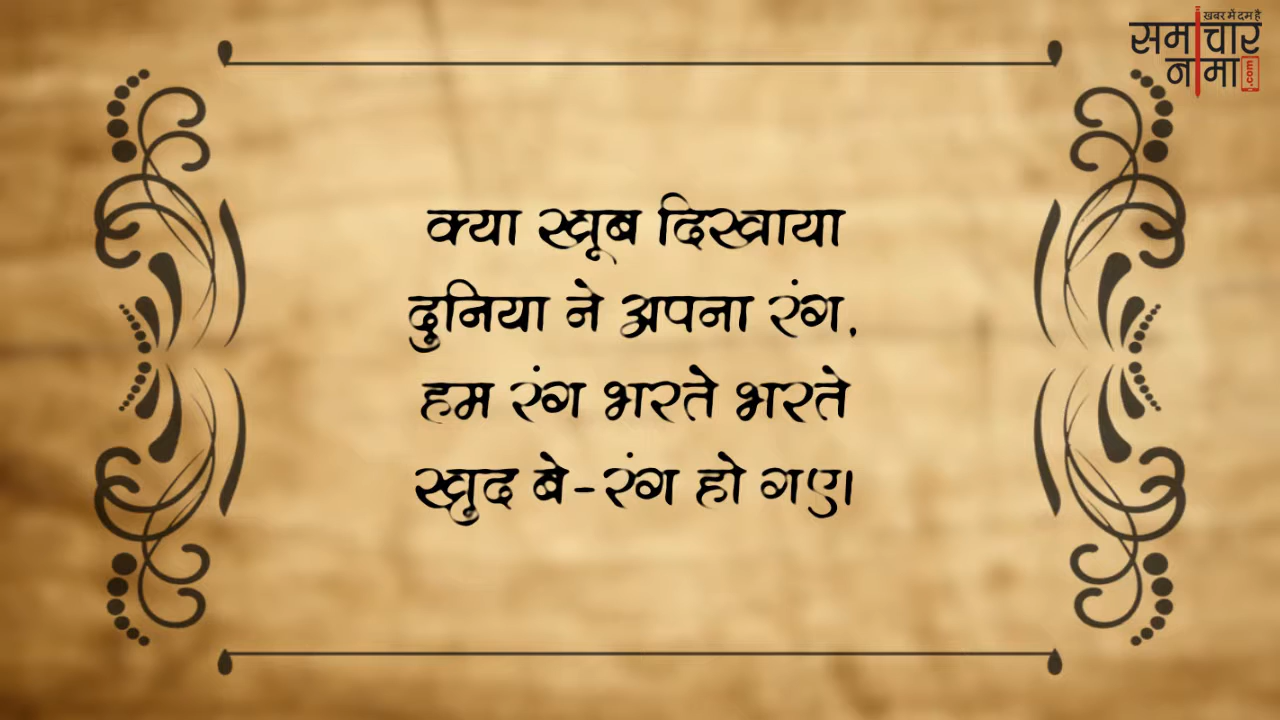 खबर में दम है
समाचार
नामा.com
क्या खूब दिखाया
दुनिया ने अपना रंग,
हम रंग भरते भरते
खुद बे-रंग हो गए।